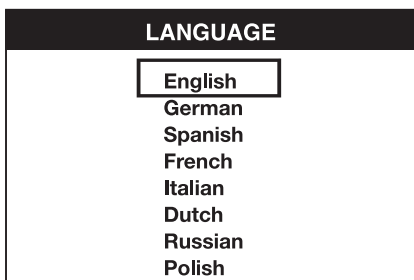 LANGUAGE
English
German
Spanish
French
Italian
Dutch
Russian
Polish